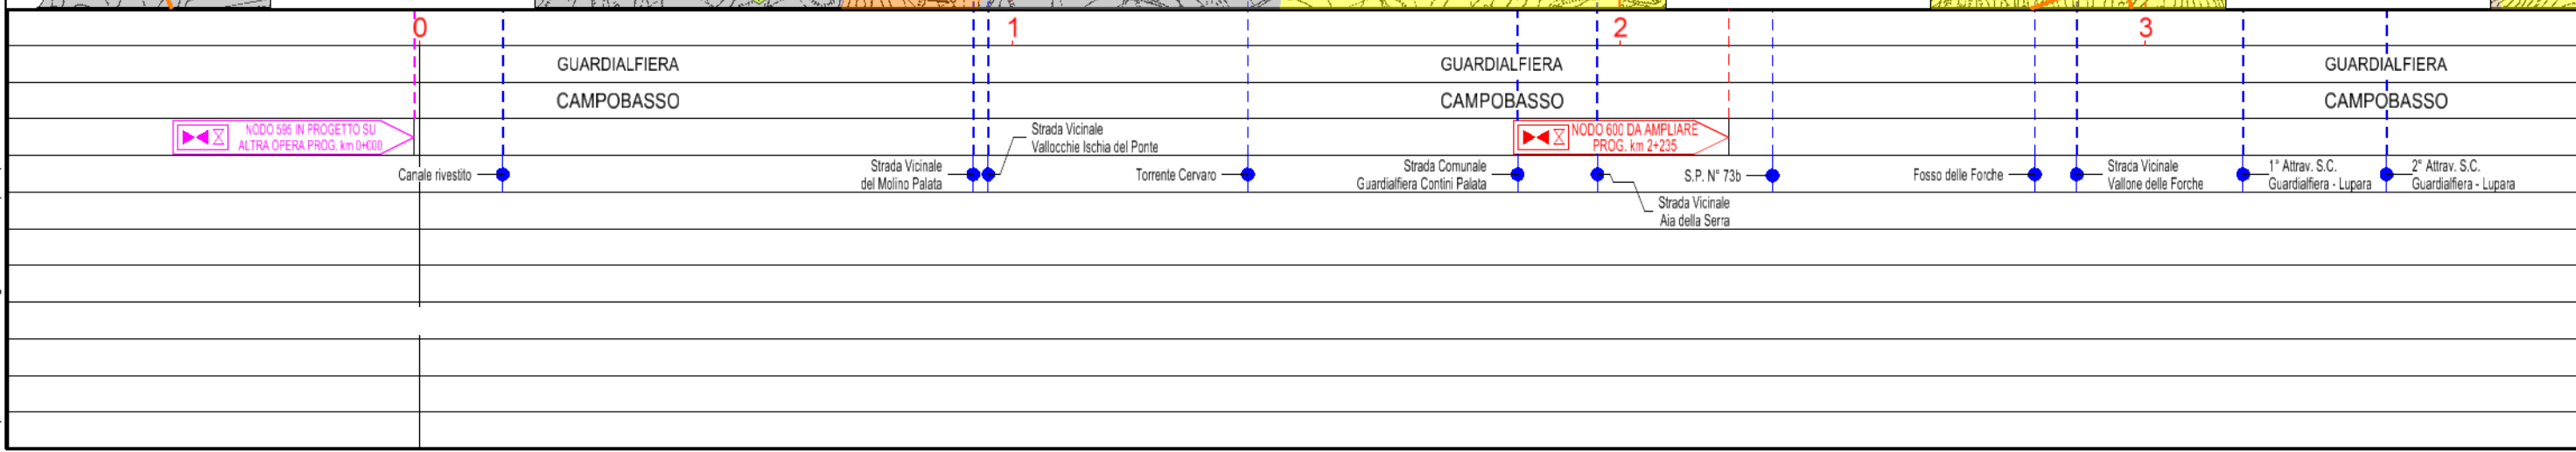 0 1 2 3
GUARDIALFIERA GUARDIALFIERA GUARDIALFIERA
CAMPOBASSO CAMPOBASSO CAMPOBASSO
NODO 595 IN PROGETTO SU
ALTRA OPERA PROG. km 0+000
Strada Vicinale
Vallocchie Ischia del Ponte
NODO 600 DA AMPLIARE
PROG. km 2+235
Canale rivestito
Strada Vicinale
del Molino Palata
Torrente Cervaro
Strada Comunale
Guardialfiera Contini Palata
Strada Vicinale
Aia della Serra
S.P. N° 73b
Fosso delle Forche
Strada Vicinale
Vallone delle Forche
1° Attrav. S.C.
Guardialfiera - Lupara
2° Attrav. S.C.
Guardialfiera - Lupara